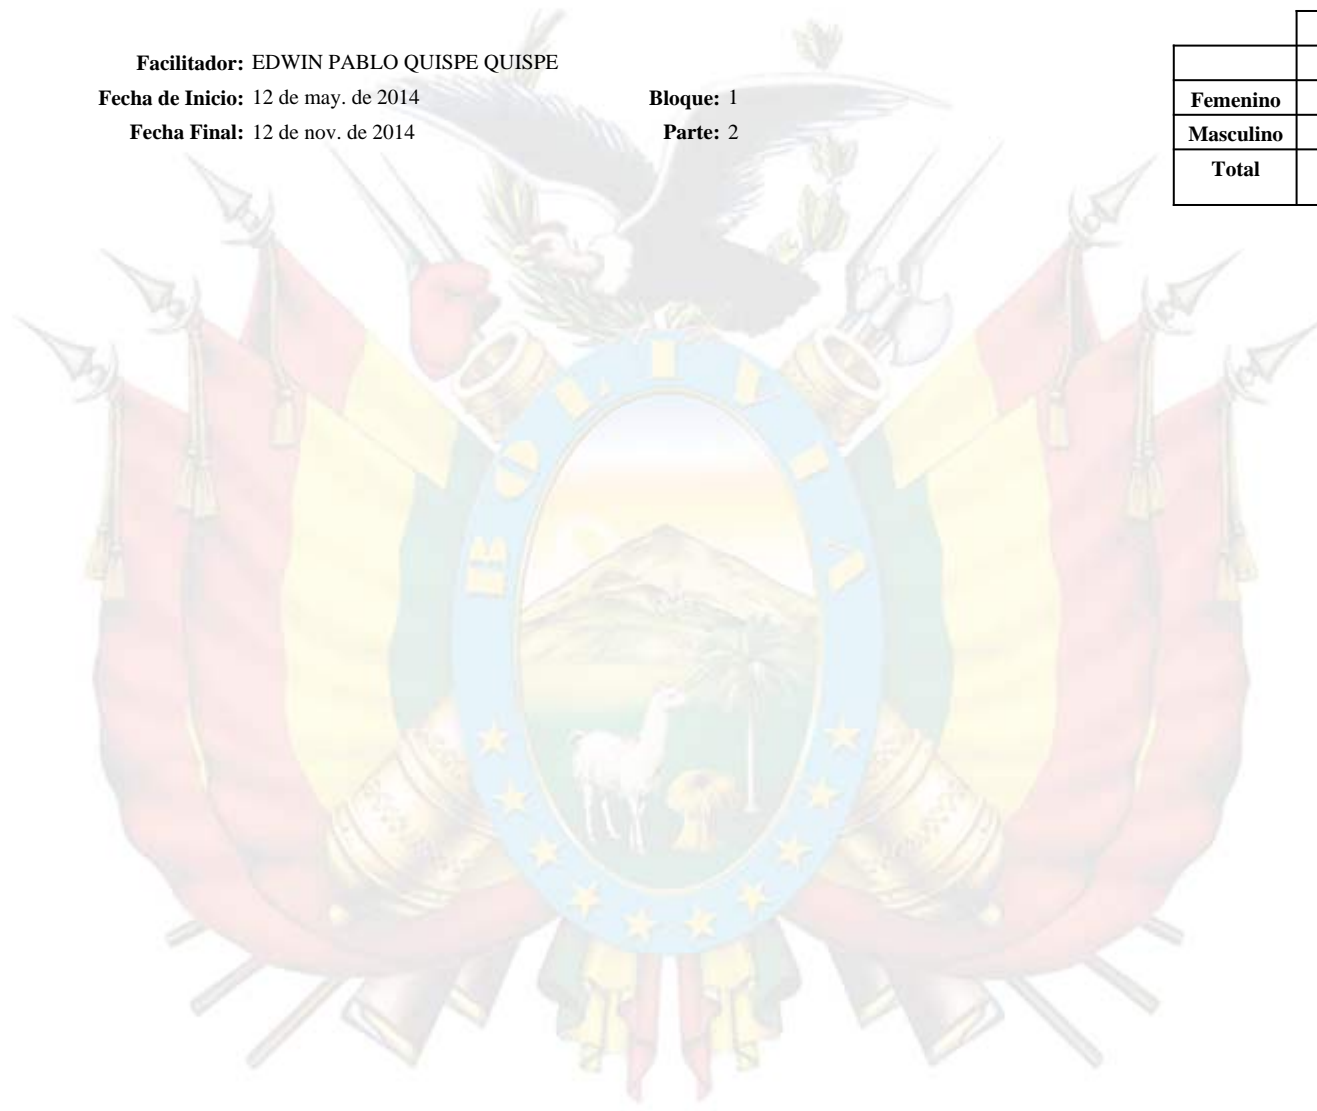 Facilitador: EDWIN PABLO QUISPE QUISPE
Fecha de Inicio: 12 de may. de 2014 Bloque: 1
Fecha Final: 12 de nov. de 2014 Parte: 2
Femenino
Masculino
Total
BOLIVIA